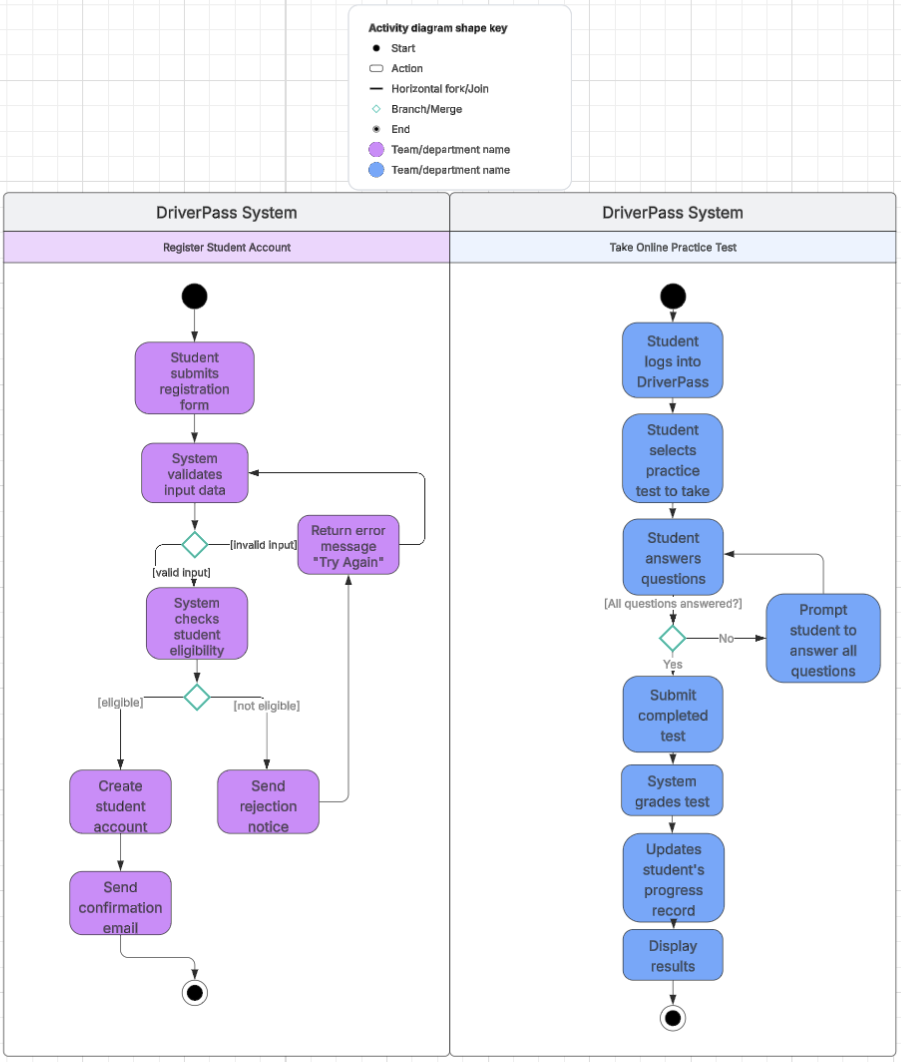 Activity diagram shape key
Start
Action
Horizontal fork/Join
Branch/Merge
End
Team/department name
Team/department name
DriverPass System
Register Student Account
Student
submits
registration
form
System
validates
input data
[invalid input]
Return error
message
"Try Again"
[valid input]
System
checks
student
eligibility
[eligible]
[not eligible]
Create
student
account
Send
rejection
notice
Send
confirmation
email
DriverPass System
Take Online Practice Test
Student
logs into
DriverPass
Student
selects
practice
test to take
Student
answers
questions
[All questions answered?]
No
Prompt
student to
answer all
questions
Yes
Submit
completed
test
System
grades test
Updates
student's
progress
record
Display
results